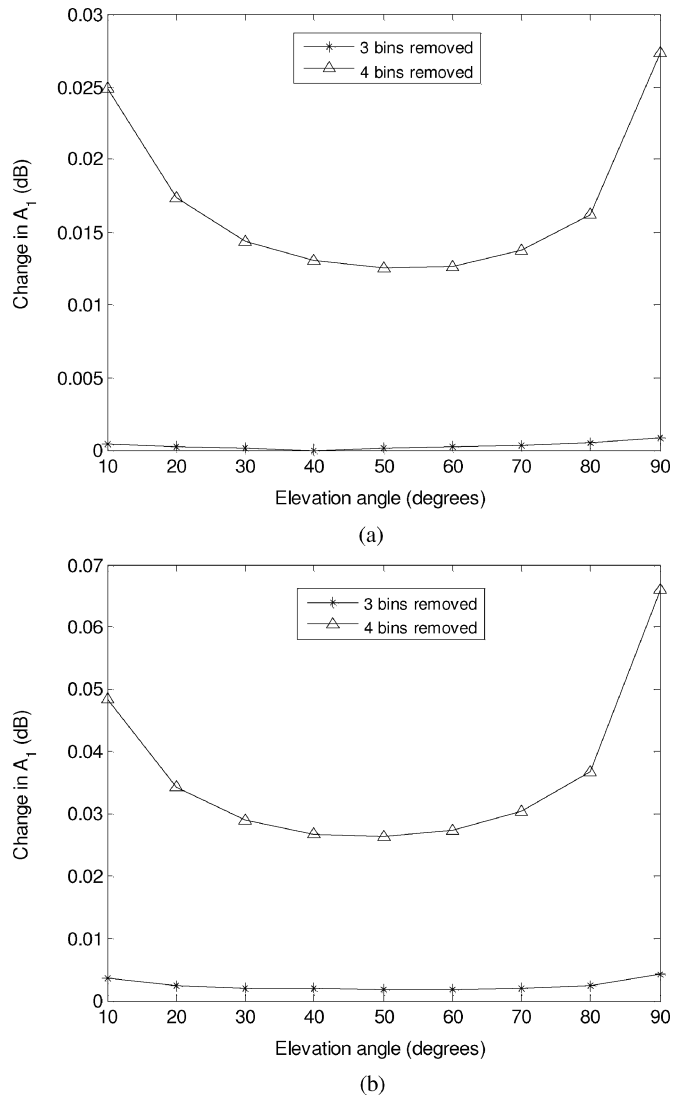 0.03
3 bins removed
4 bins removed
0.025
0.02
0.015
0.01
0.005
0
Change in A1 (dB)
10 20 30 40 50 60 70 80 90
Elevation angle (degrees)
(a)
0.07
3 bins removed
4 bins removed
0.06
0.05
0.04
0.03
0.02
0.01
0
Change in A1 (dB)
10 20 30 40 50 60 70 80 90
Elevation angle (degrees)
(b)